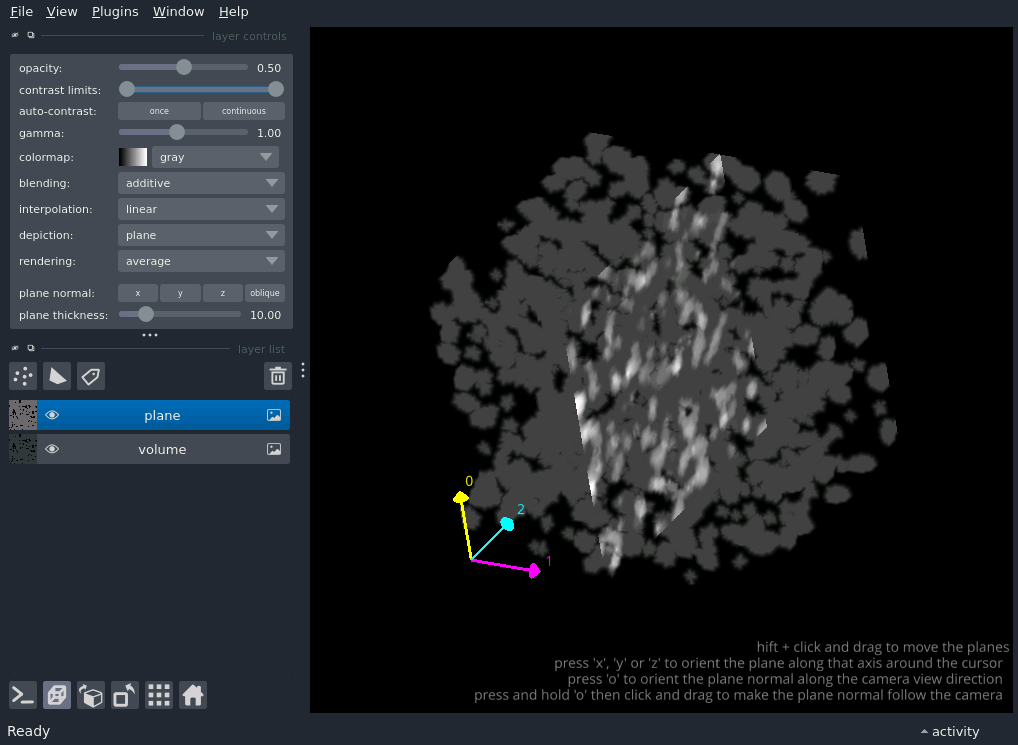 File View Plugins Window Help
layer controls
opacity: 0.50
contrast limits:
auto-contrast: once continuous
gamma: 1.00
colormap: gray
blending: additive
interpolation: linear
depiction: plane
rendering: average
plane normal: x y z oblique
plane thickness: 10.00
layer list
plane
volume
0
2
1
hift + click and drag to move the planes
press 'x', 'y' or 'z' to orient the plane along that axis around the cursor
press 'o' to orient the plane normal along the camera view direction
press and hold 'o' then click and drag to make the plane normal follow the camera
Ready activity